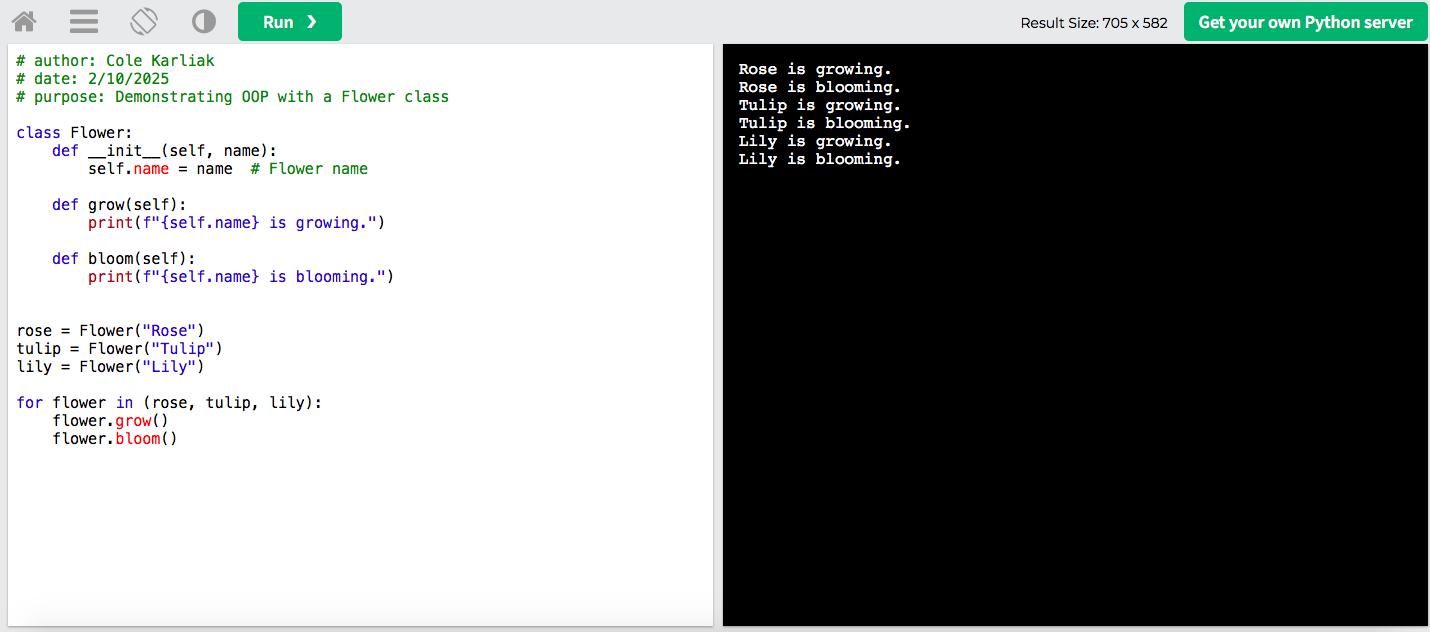 Run ❯
Result Size: 705 x 582
Get your own Python server
# author: Cole Karliak
# date: 2/10/2025
# purpose: Demonstrating OOP with a Flower class

class Flower:
    def __init__(self, name):
        self.name = name  # Flower name

    def grow(self):
        print(f"{self.name} is growing.")

    def bloom(self):
        print(f"{self.name} is blooming.")


rose = Flower("Rose")
tulip = Flower("Tulip")
lily = Flower("Lily")

for flower in (rose, tulip, lily):
    flower.grow()
    flower.bloom()

Rose is growing.
Rose is blooming.
Tulip is growing.
Tulip is blooming.
Lily is growing.
Lily is blooming.